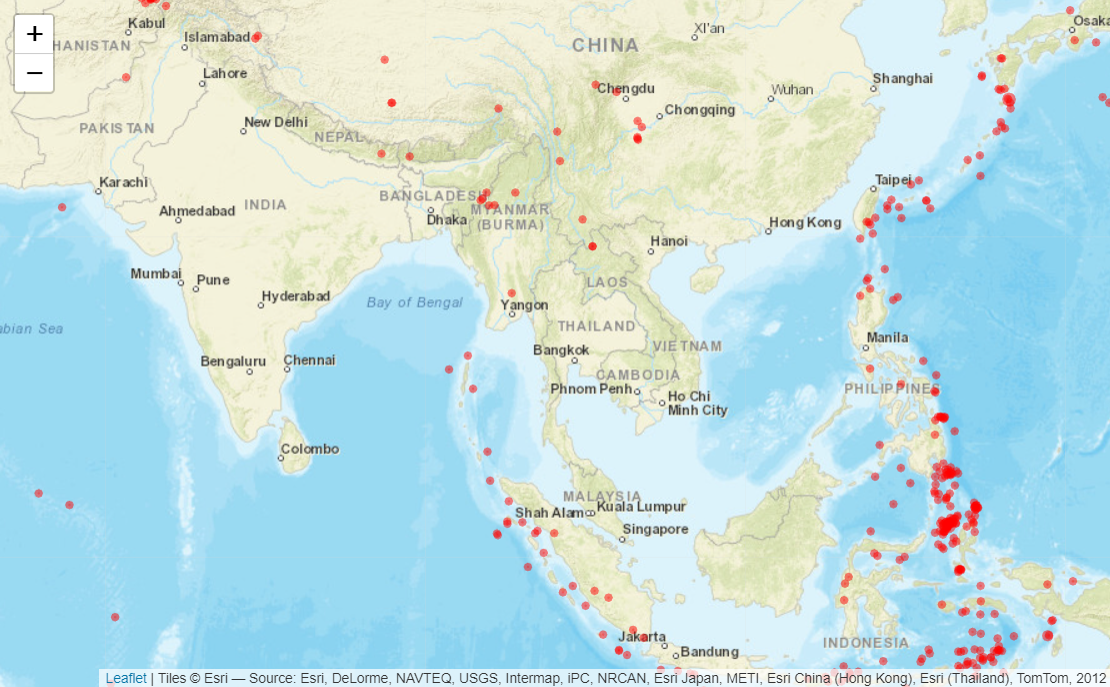 +
−
Kabul
HANISTAN
Islamabad
Lahore
PAKISTAN
New Delhi
NEPAL
CHINA
Xī'an
Osaka
Shanghai
Chengdu
Wuhan
Chongqing
Karachi
Ahmedabad
INDIA
BANGLADESH
Dhaka
MYANMAR
(BURMA)
Taipei
Hong Kong
Hanoi
Mumbai
Pune
Hyderabad
Bay of Bengal
abian Sea
LAOS
Yangon
THAILAND
VIETNAM
Manila
Bengaluru
Chennai
Bangkok
CAMBODIA
Phnom Penh
Ho Chi
Minh City
PHILIPPINES
Colombo
MALAYSIA
Shah Alam
Kuala Lumpur
Singapore
Jakarta
Bandung
INDONESIA
Leaflet | Tiles © Esri — Source: Esri, DeLorme, NAVTEQ, USGS, Intermap, iPC, NRCAN, Esri Japan, METI, Esri China (Hong Kong), Esri (Thailand), TomTom, 2012